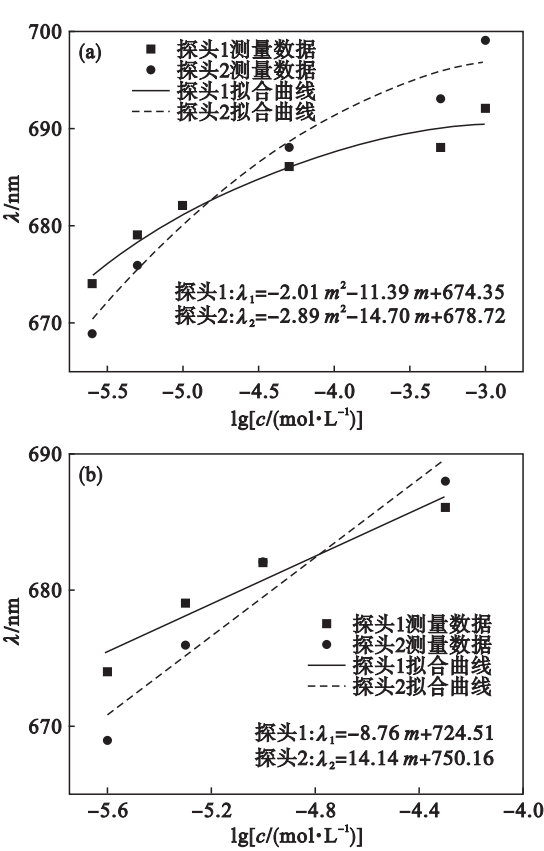 700
(a)
探头1测量数据
探头2测量数据
探头1拟合曲线
探头2拟合曲线
690
λ/nm
680
探头1:λ₁=−2.01 m²−11.39 m+674.35
探头2:λ₂=−2.89 m²−14.70 m+678.72
670
−5.5 −5.0 −4.5 −4.0 −3.5 −3.0
lg[c/(mol·L⁻¹)]
690
(b)
680
λ/nm
探头1测量数据
探头2测量数据
探头1拟合曲线
探头2拟合曲线
670
探头1:λ₁=−8.76 m+724.51
探头2:λ₂=14.14 m+750.16
−5.6 −5.2 −4.8 −4.4 −4.0
lg[c/(mol·L⁻¹)]